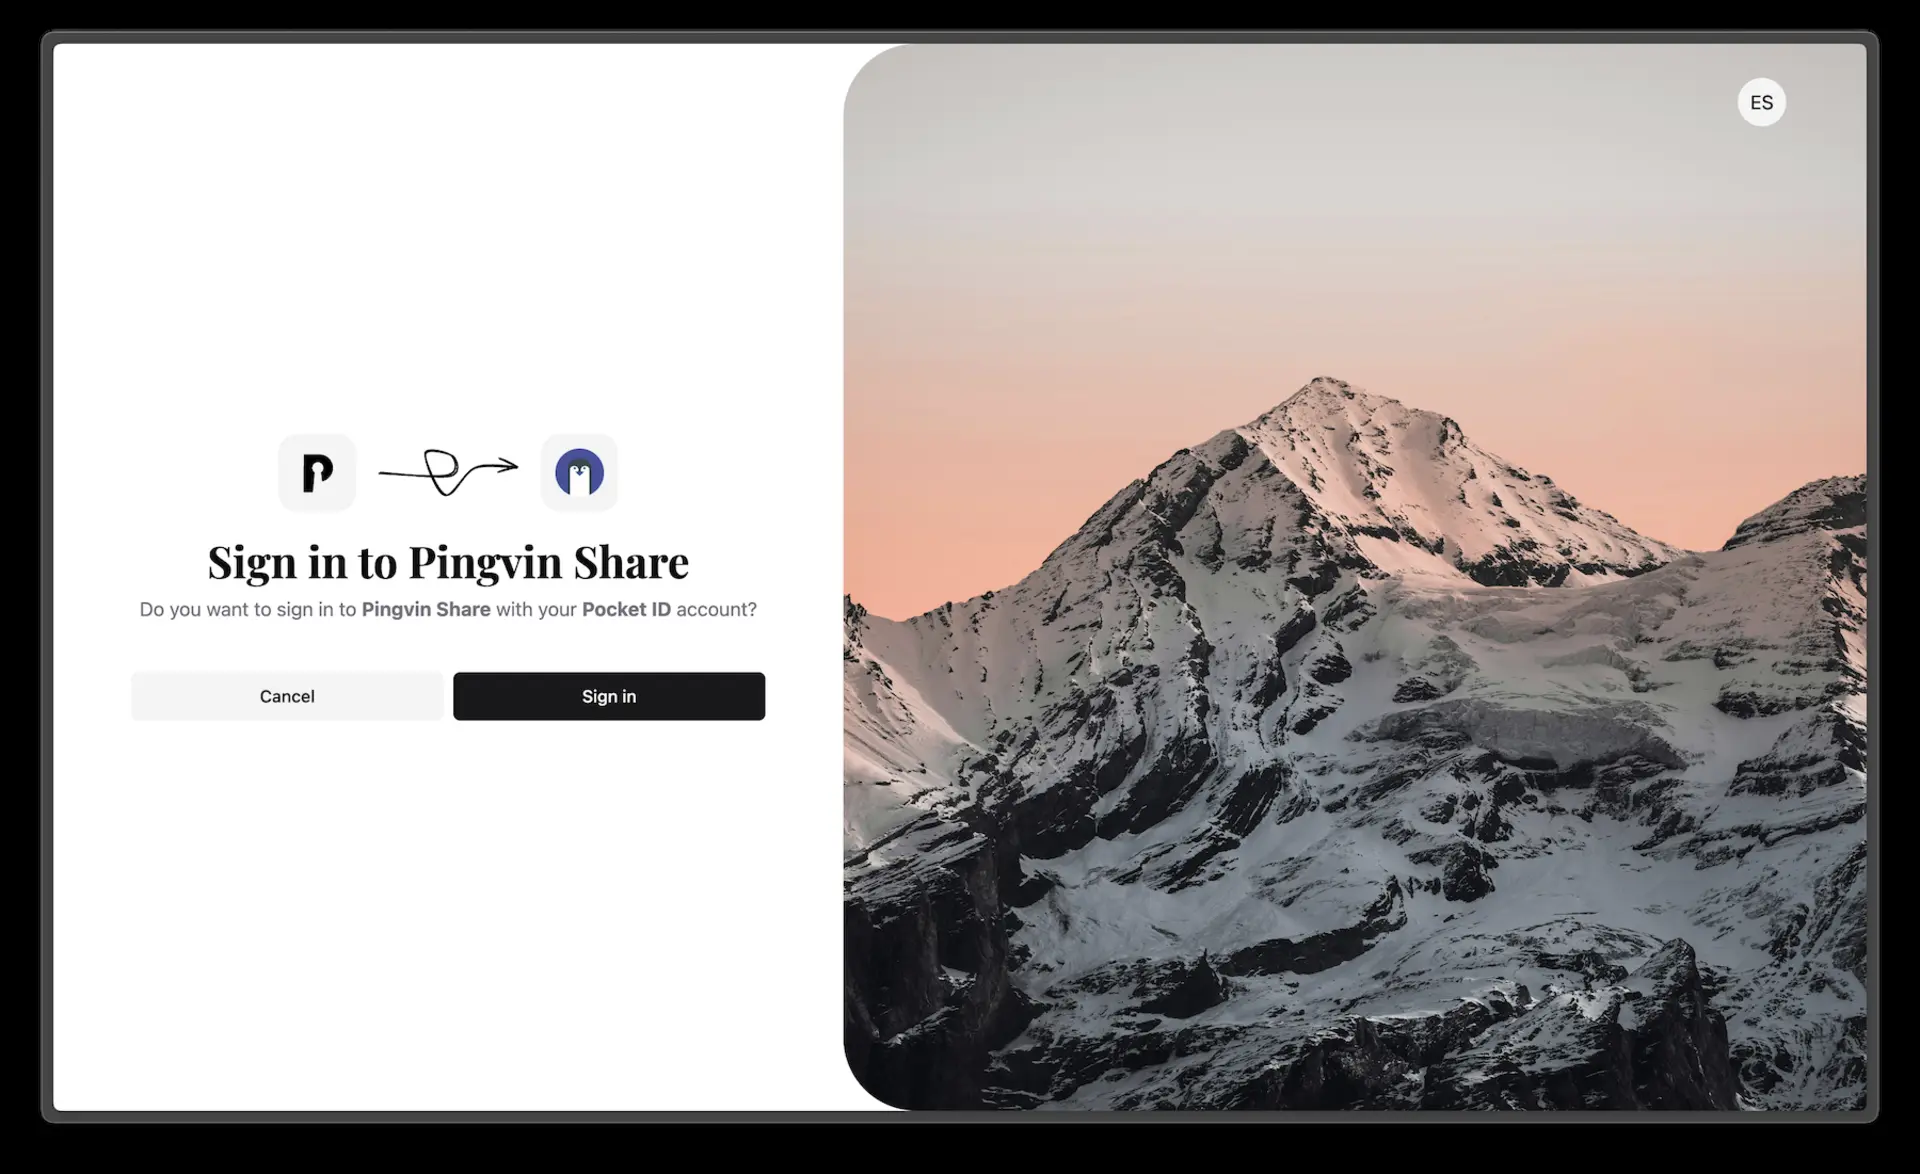 ES
Sign in to Pingvin Share
Do you want to sign in to Pingvin Share with your Pocket ID account?
Cancel
Sign in